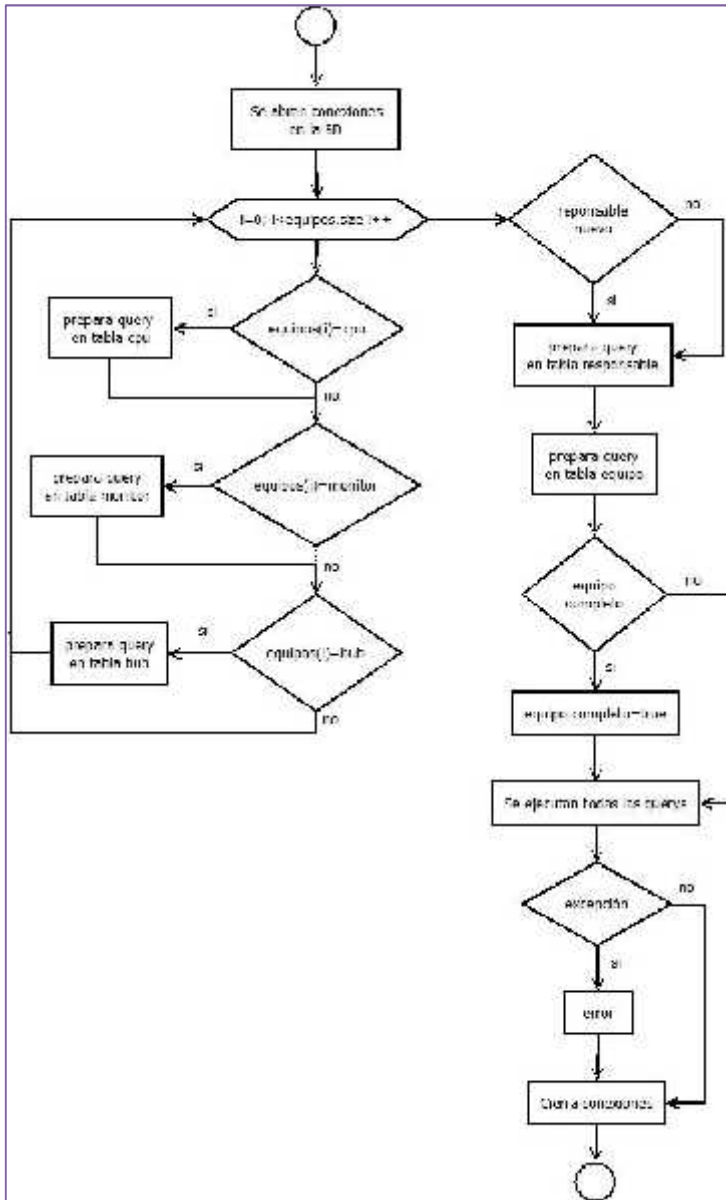 Se abren conexiones
en la BD
i=0; i<equipos.size i++
si
equipos(i)=cpu
prepara query
en tabla cpu
no
si
equipos(i)=monitor
prepara query
en tabla monitor
no
si
equipos(i)=hub
prepara query
en tabla hub
no
reponsable
nuevo
no
si
prepara query
en tabla responsable
prepara query
en tabla equipo
equipo
completo
no
si
equipo completo=true
Se ejecutan todas los querys
excepción
no
si
error
Cierra conexiones